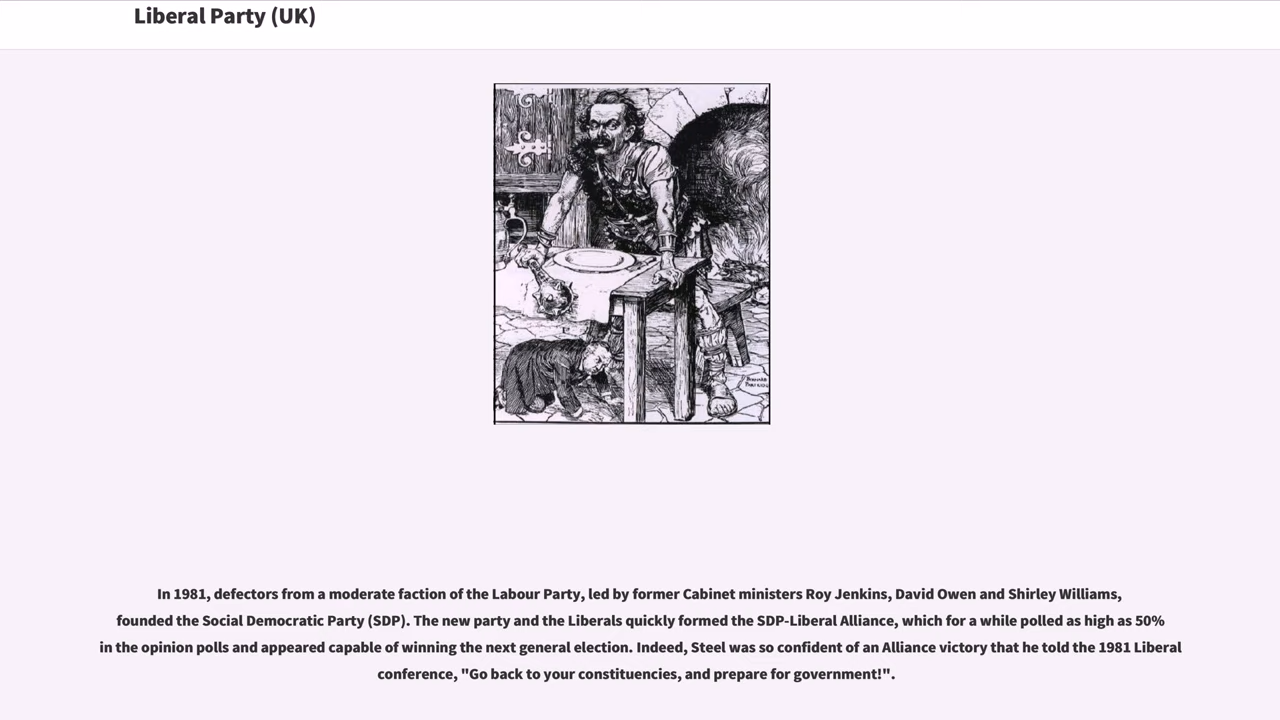 Liberal Party (UK)
BERNARD
PARTRIDGE
In 1981, defectors from a moderate faction of the Labour Party, led by former Cabinet ministers Roy Jenkins, David Owen and Shirley Williams,
founded the Social Democratic Party (SDP). The new party and the Liberals quickly formed the SDP-Liberal Alliance, which for a while polled as high as 50%
in the opinion polls and appeared capable of winning the next general election. Indeed, Steel was so confident of an Alliance victory that he told the 1981 Liberal
conference, "Go back to your constituencies, and prepare for government!".